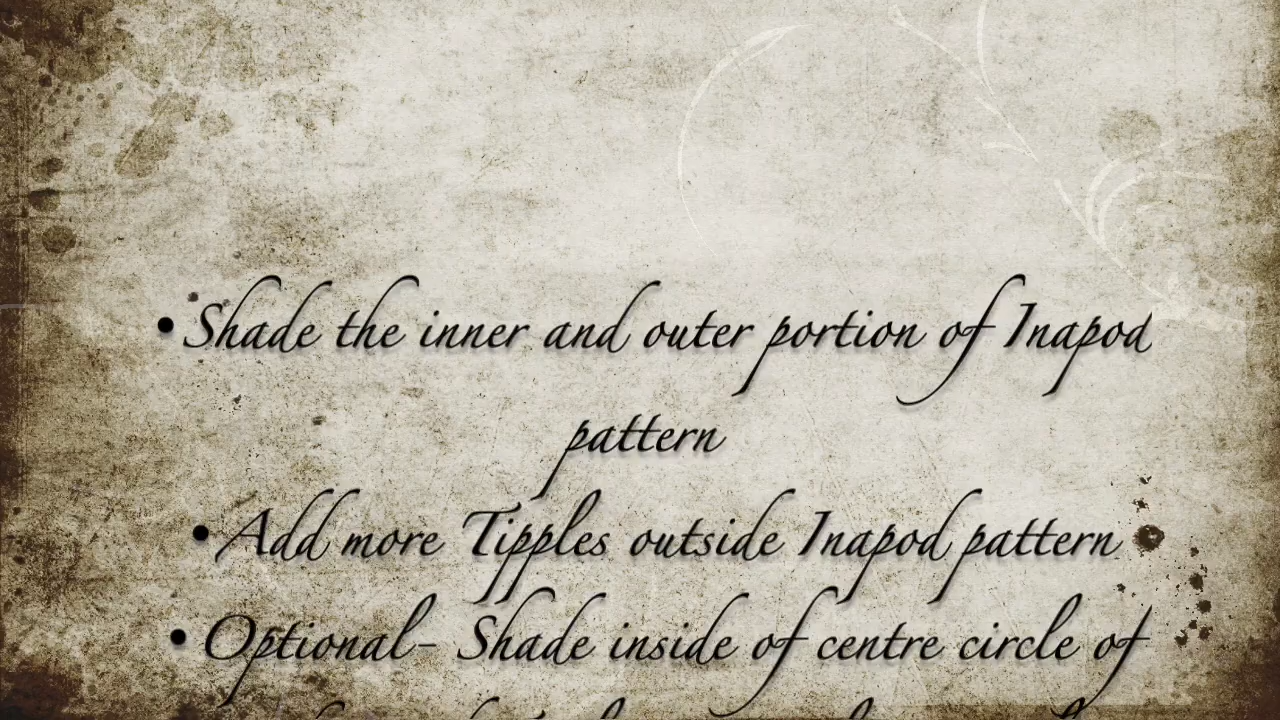 • Shade the inner and outer portion of Inapod
pattern
• Add more Tipples outside Inapod pattern
• Optional- Shade inside of centre circle of